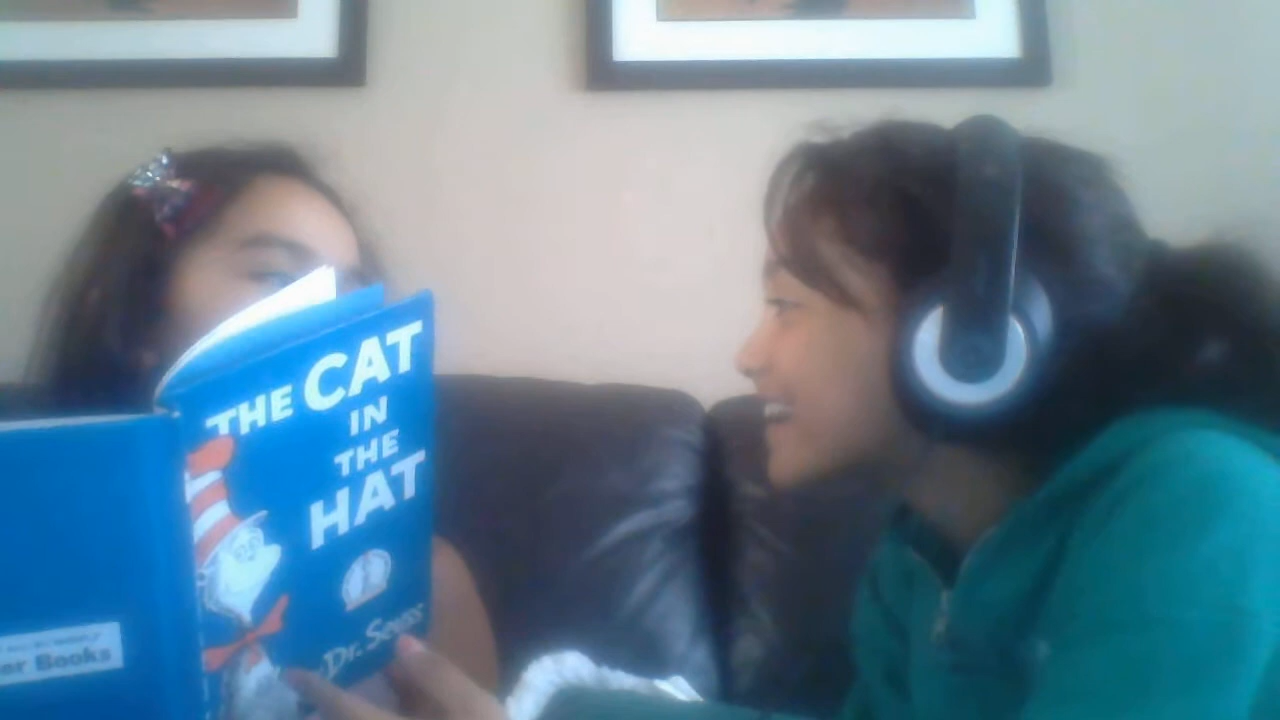 THE CAT
IN
THE
HAT
Dr. Seuss
er Books